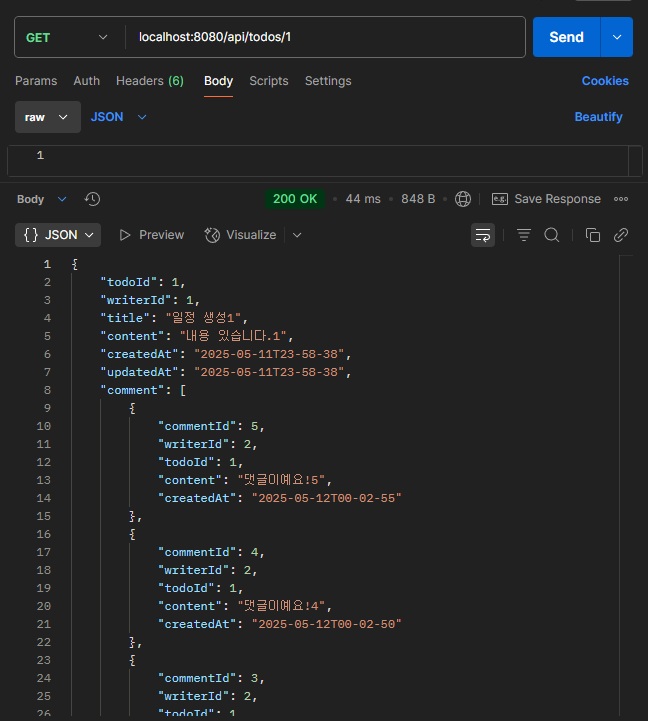 GET localhost:8080/api/todos/1 Send
Params Auth Headers (6) Body Scripts Settings Cookies
raw JSON Beautify
1
Body 200 OK • 44 ms • 848 B e.g. Save Response
{} JSON Preview Visualize
1 {
2 "todoId": 1,
3 "writerId": 1,
4 "title": "일정 생성1",
5 "content": "내용 있습니다.1",
6 "createdAt": "2025-05-11T23-58-38",
7 "updatedAt": "2025-05-11T23-58-38",
8 "comment": [
9 {
10 "commentId": 5,
11 "writerId": 2,
12 "todoId": 1,
13 "content": "댓글이예요!5",
14 "createdAt": "2025-05-12T00-02-55"
15 },
16 {
17 "commentId": 4,
18 "writerId": 2,
19 "todoId": 1,
20 "content": "댓글이예요!4",
21 "createdAt": "2025-05-12T00-02-50"
22 },
23 {
24 "commentId": 3,
25 "writerId": 2,
26 "todoId": 1